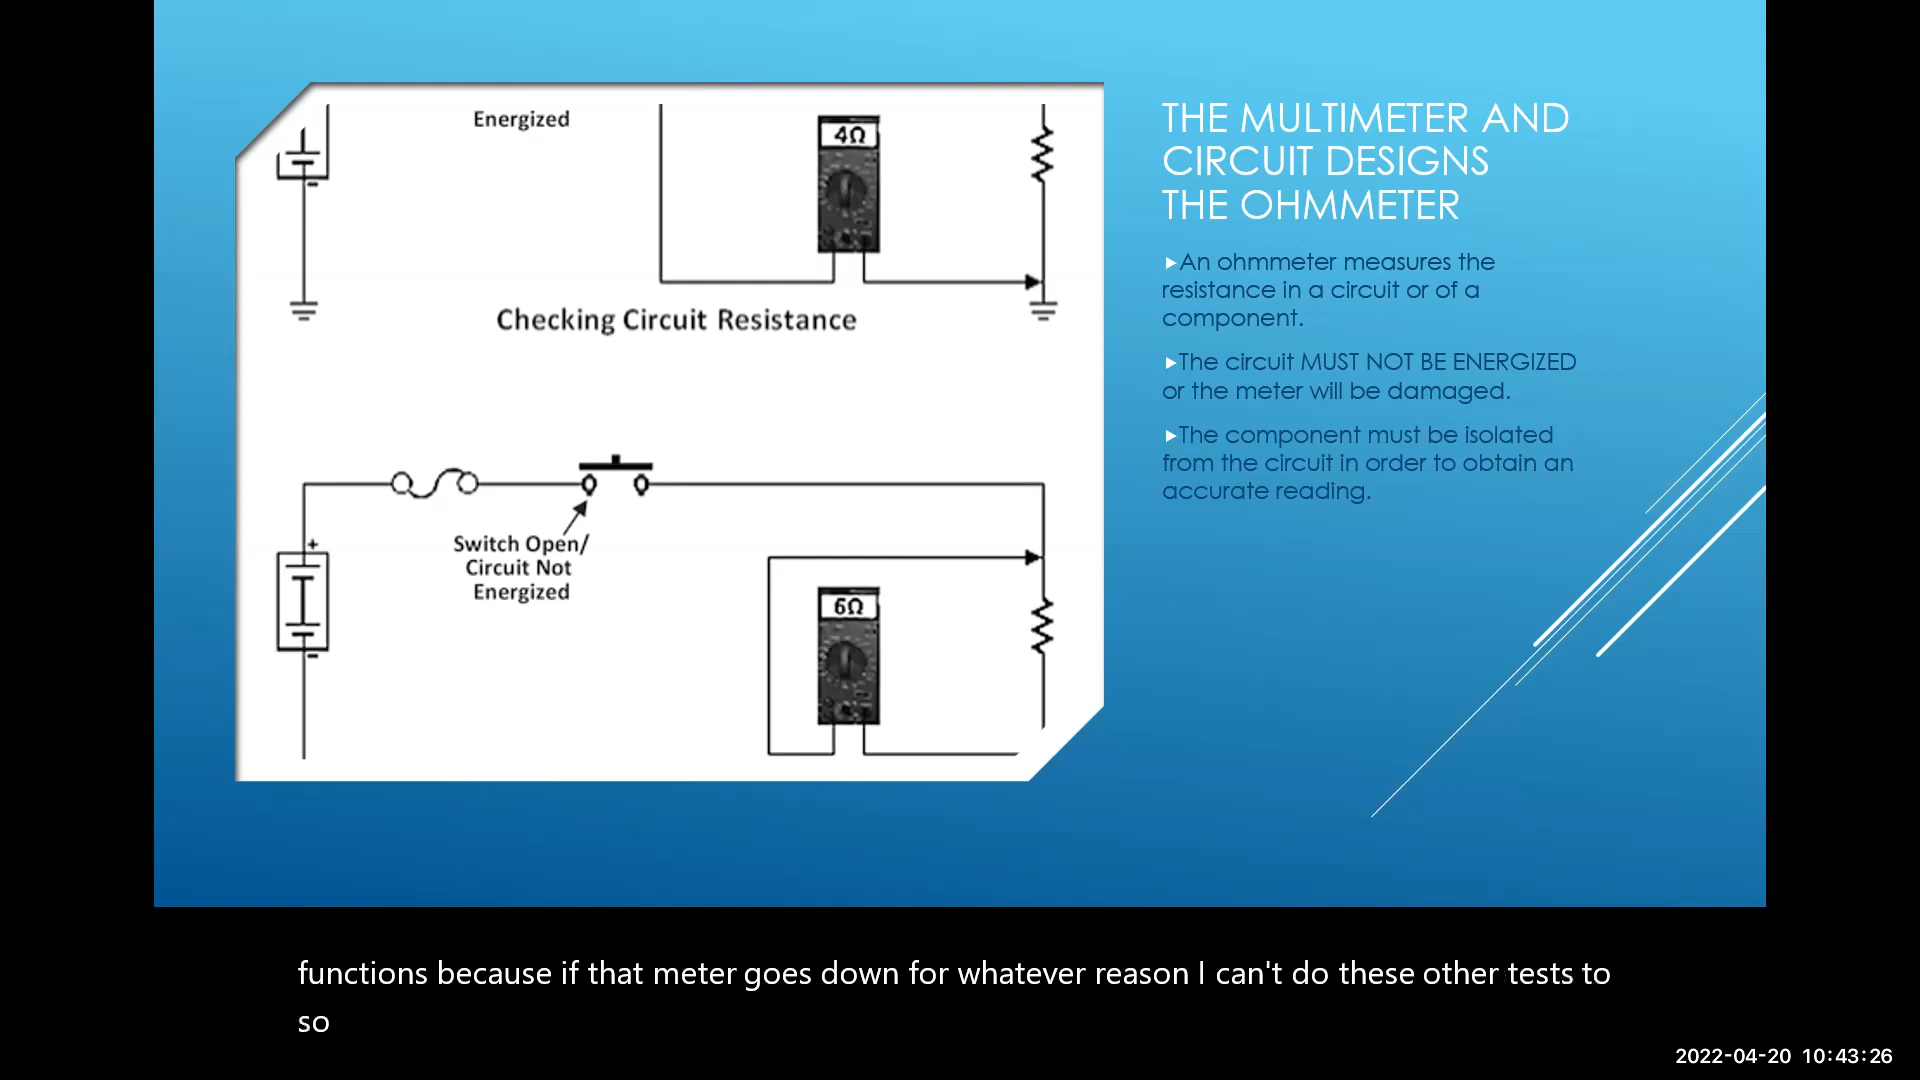 Energized
4Ω
-
Checking Circuit Resistance
Switch Open/
Circuit Not
Energized
+
-
6Ω
THE MULTIMETER AND
CIRCUIT DESIGNS
THE OHMMETER
An ohmmeter measures the
resistance in a circuit or of a
component.
The circuit MUST NOT BE ENERGIZED
or the meter will be damaged.
The component must be isolated
from the circuit in order to obtain an
accurate reading.
functions because if that meter goes down for whatever reason I can't do these other tests to
so
2022-04-20 10:43:26